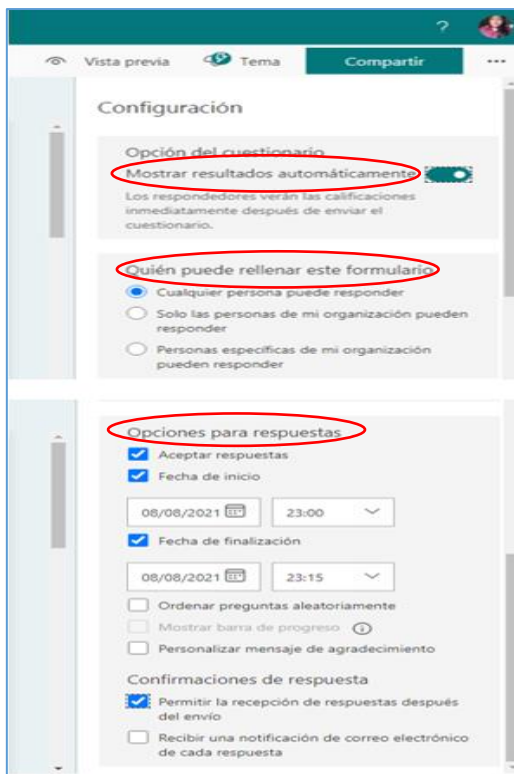 ?
Vista previa
Tema
Compartir
...
Configuración
Opción del cuestionario
Mostrar resultados automáticamente
Los respondedores verán las calificaciones
inmediatamente después de enviar el
cuestionario.
Quién puede rellenar este formulario
Cualquier persona puede responder
Solo las personas de mi organización pueden
responder
Personas específicas de mi organización
pueden responder
Opciones para respuestas
Aceptar respuestas
Fecha de inicio
08/08/2021
23:00
Fecha de finalización
08/08/2021
23:15
Ordenar preguntas aleatoriamente
Mostrar barra de progreso
Personalizar mensaje de agradecimiento
Confirmaciones de respuesta
Permitir la recepción de respuestas después
del envío
Recibir una notificación de correo electrónico
de cada respuesta